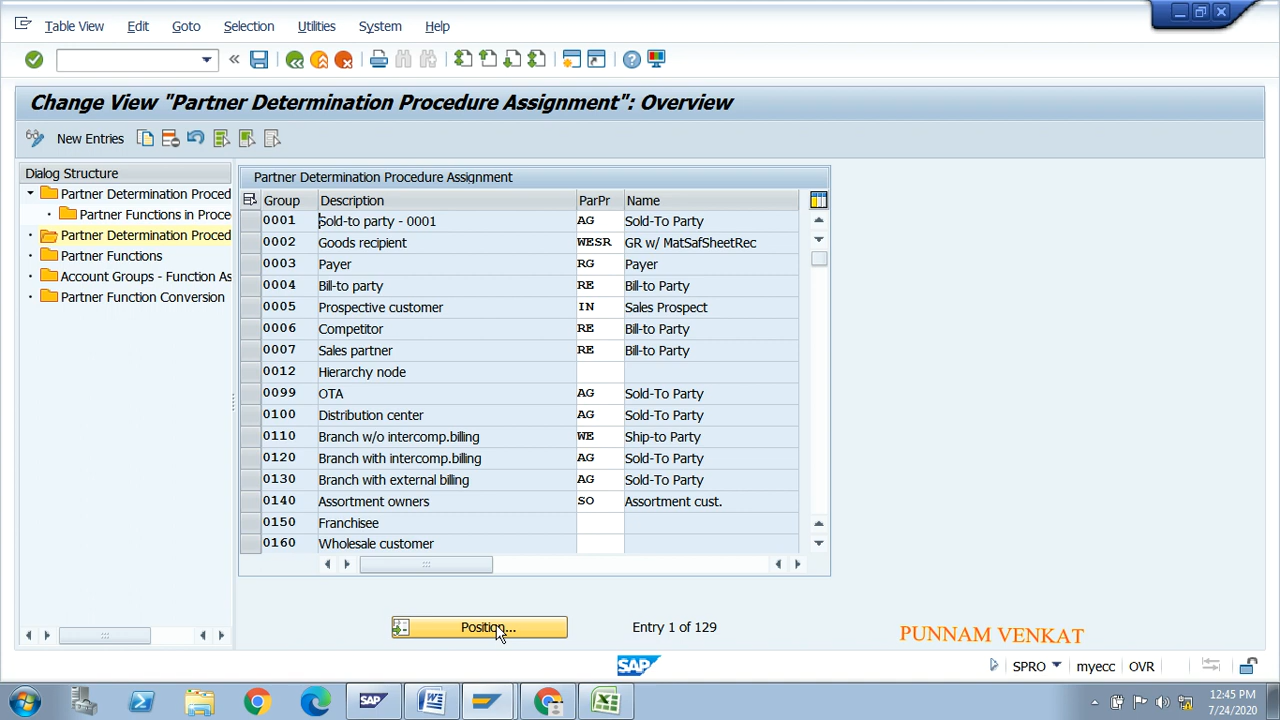 Table View Edit Goto Selection Utilities System Help
Change View "Partner Determination Procedure Assignment": Overview
New Entries
Dialog Structure
Partner Determination Proced
Partner Functions in Proce
Partner Determination Proced
Partner Functions
Account Groups - Function As
Partner Function Conversion
Partner Determination Procedure Assignment
Group Description ParPr Name
0001 Sold-to party - 0001 AG Sold-To Party
0002 Goods recipient WESR GR w/ MatSafSheetRec
0003 Payer RG Payer
0004 Bill-to party RE Bill-to Party
0005 Prospective customer IN Sales Prospect
0006 Competitor RE Bill-to Party
0007 Sales partner RE Bill-to Party
0012 Hierarchy node
0099 OTA AG Sold-To Party
0100 Distribution center AG Sold-To Party
0110 Branch w/o intercomp.billing WE Ship-to Party
0120 Branch with intercomp.billing AG Sold-To Party
0130 Branch with external billing AG Sold-To Party
0140 Assortment owners SO Assortment cust.
0150 Franchisee
0160 Wholesale customer
Position... Entry 1 of 129
PUNNAM VENKAT
SAP SPRO myecc OVR
SAP
12:45 PM
7/24/2020